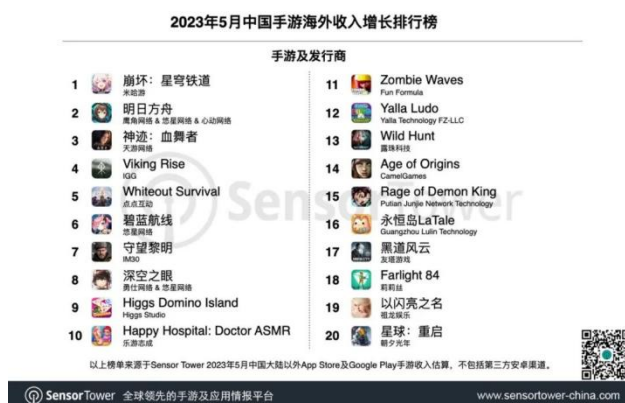 2023年5月中国手游海外收入增长排行榜
手游及发行商
1 崩坏：星穹铁道
米哈游
2 明日方舟
鹰角网络 & 悠星网络 & 心动网络
3 神迹：血舞者
天游网络
4 Viking Rise
IGG
5 Whiteout Survival
点点互动
6 碧蓝航线
悠星网络
7 守望黎明
IM30
8 深空之眼
勇仕网络 & 悠星网络
9 Higgs Domino Island
Higgs Studio
10 Happy Hospital: Doctor ASMR
乐游志成
11 Zombie Waves
Fun Formula
12 Yalla Ludo
Yalla Technology FZ-LLC
13 Wild Hunt
露珠科技
14 Age of Origins
CamelGames
15 Rage of Demon King
Putian Junjie Network Technology
16 永恒岛LaTale
Guangzhou Lulin Technology
17 黑道风云
友塔游戏
18 Farlight 84
莉莉丝
19 以闪亮之名
祖龙娱乐
20 星球：重启
朝夕光年
SensorTower
以上榜单来源于Sensor Tower 2023年5月中国大陆以外App Store及Google Play手游收入估算，不包括第三方安卓渠道。
SensorTower 全球领先的手游及应用情报平台
www.sensortower-china.com